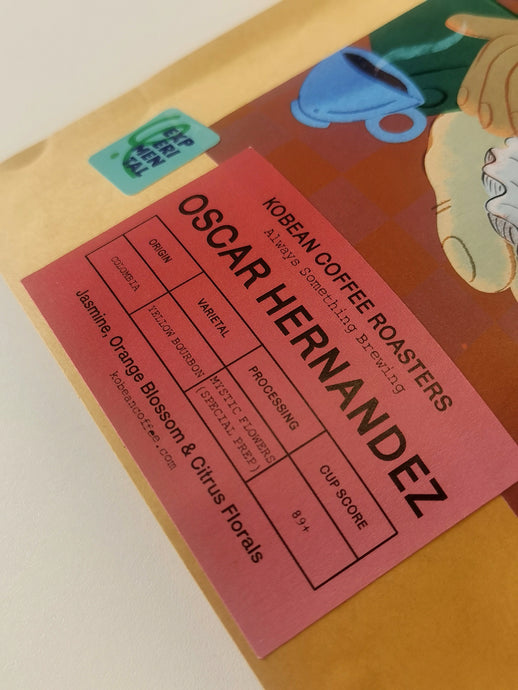 EXP
ERI
MEN
TAL
KOBEAN COFFEE ROASTERS
Always Something Brewing
OSCAR HERNANDEZ
ORIGIN VARIETAL PROCESSING CUP SCORE
COLOMBIA YELLOW BOURBON MYSTIC FLOWERS 89+
(SPECIAL PREP)
Jasmine, Orange Blossom & Citrus Florals
kobeancoffee.com